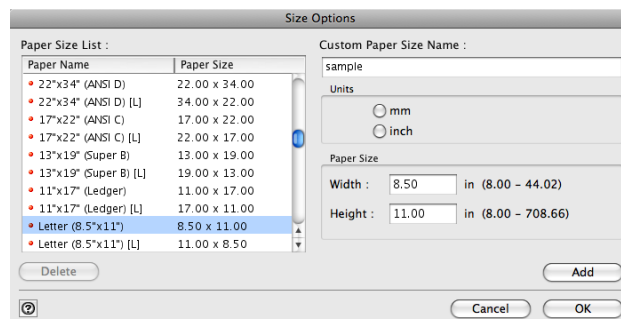 Size Options
Paper Size List :
Paper Name Paper Size
22"x34" (ANSI D) 22.00 x 34.00
22"x34" (ANSI D) [L] 34.00 x 22.00
17"x22" (ANSI C) 17.00 x 22.00
17"x22" (ANSI C) [L] 22.00 x 17.00
13"x19" (Super B) 13.00 x 19.00
13"x19" (Super B) [L] 19.00 x 13.00
11"x17" (Ledger) 11.00 x 17.00
11"x17" (Ledger) [L] 17.00 x 11.00
Letter (8.5"x11") 8.50 x 11.00
Letter (8.5"x11") [L] 11.00 x 8.50
Delete
Custom Paper Size Name :
sample
Units
mm
inch
Paper Size
Width : 8.50 in (8.00 - 44.02)
Height : 11.00 in (8.00 - 708.66)
Add
?
Cancel OK